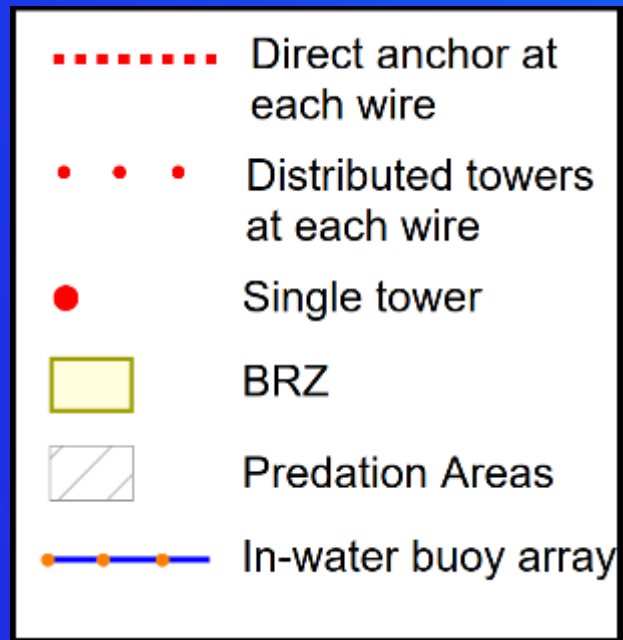 Direct anchor at
each wire
Distributed towers
at each wire
Single tower
BRZ
Predation Areas
In-water buoy array